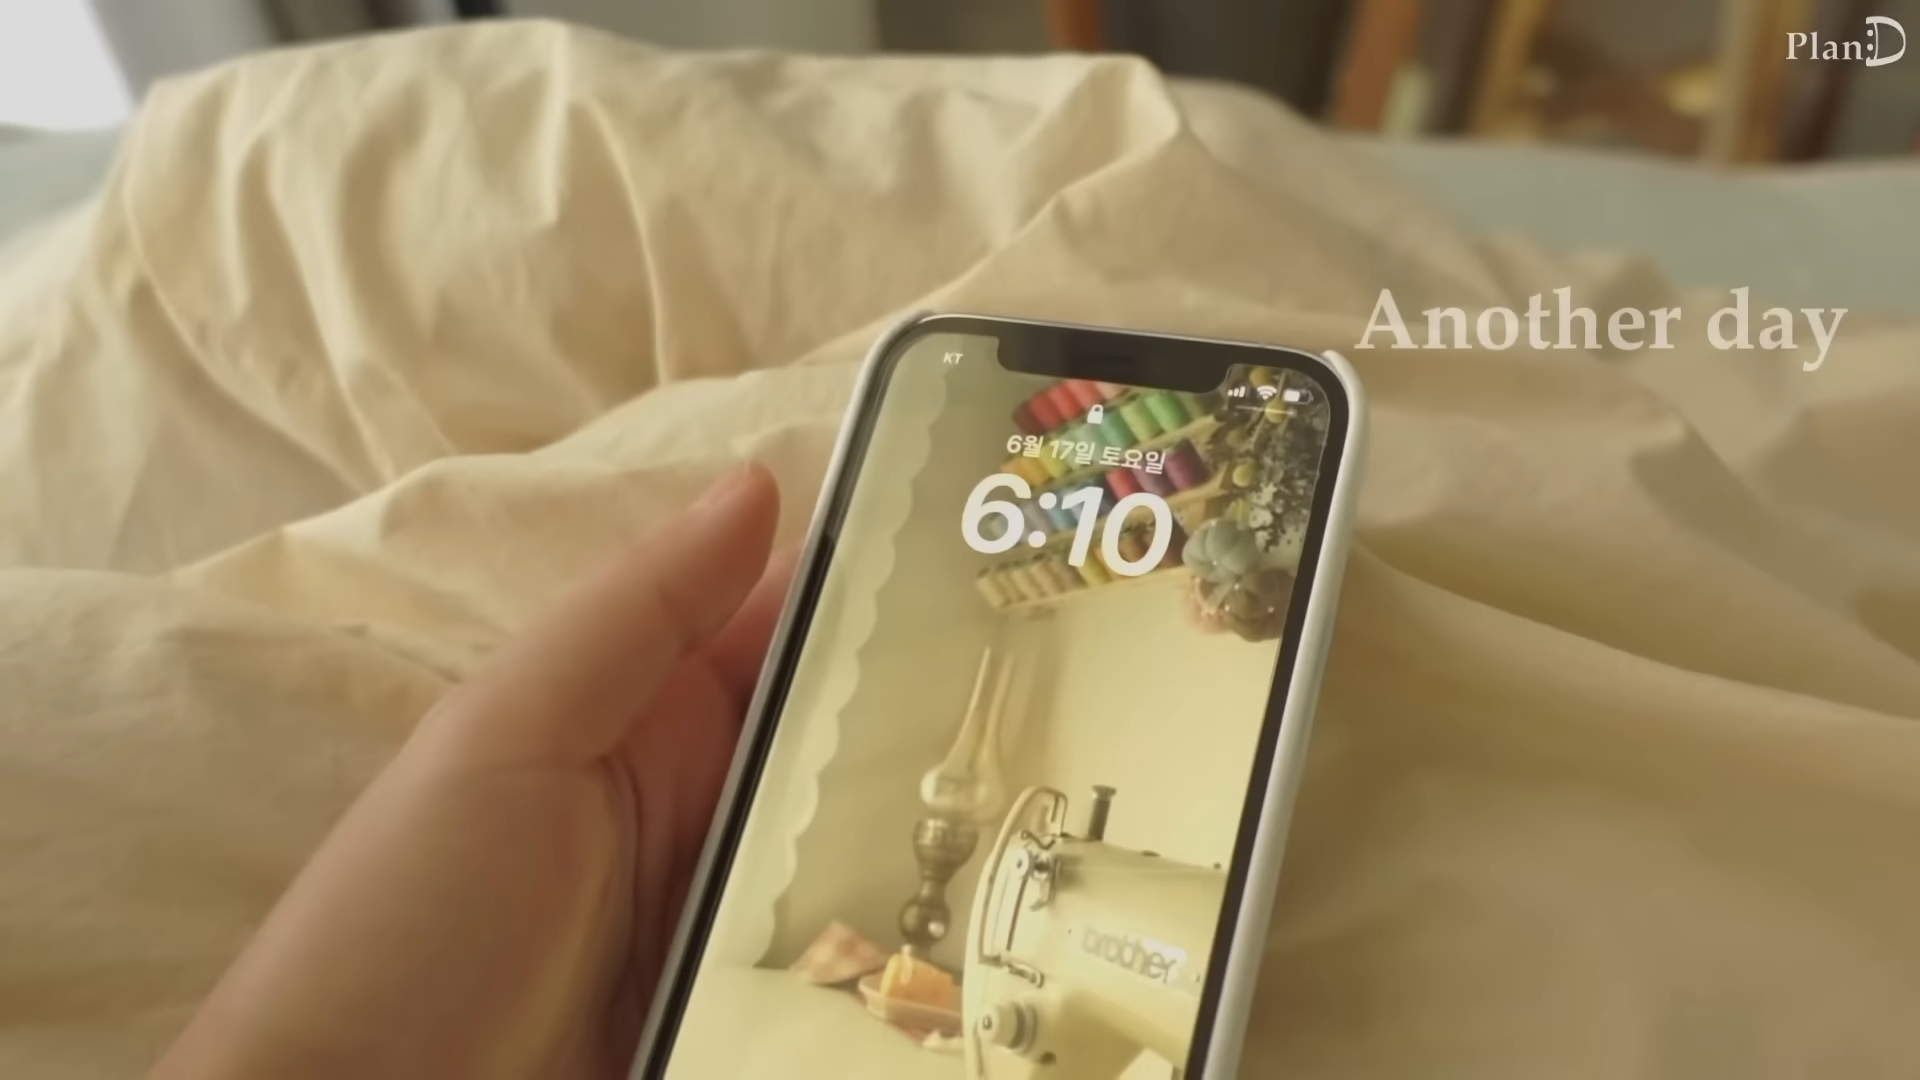 Plan:D
Another day
KT
6월 17일 토요일
6:10
brother